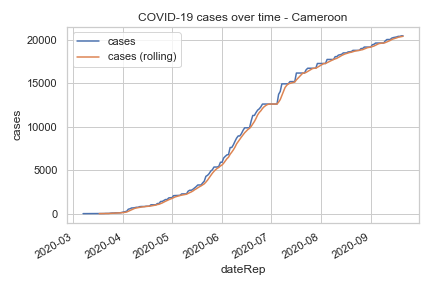 COVID-19 cases over time - Cameroon
cases
cases (rolling)
20000
15000
10000
5000
0
cases
2020-03
2020-04
2020-05
2020-06
2020-07
2020-08
2020-09
dateRep